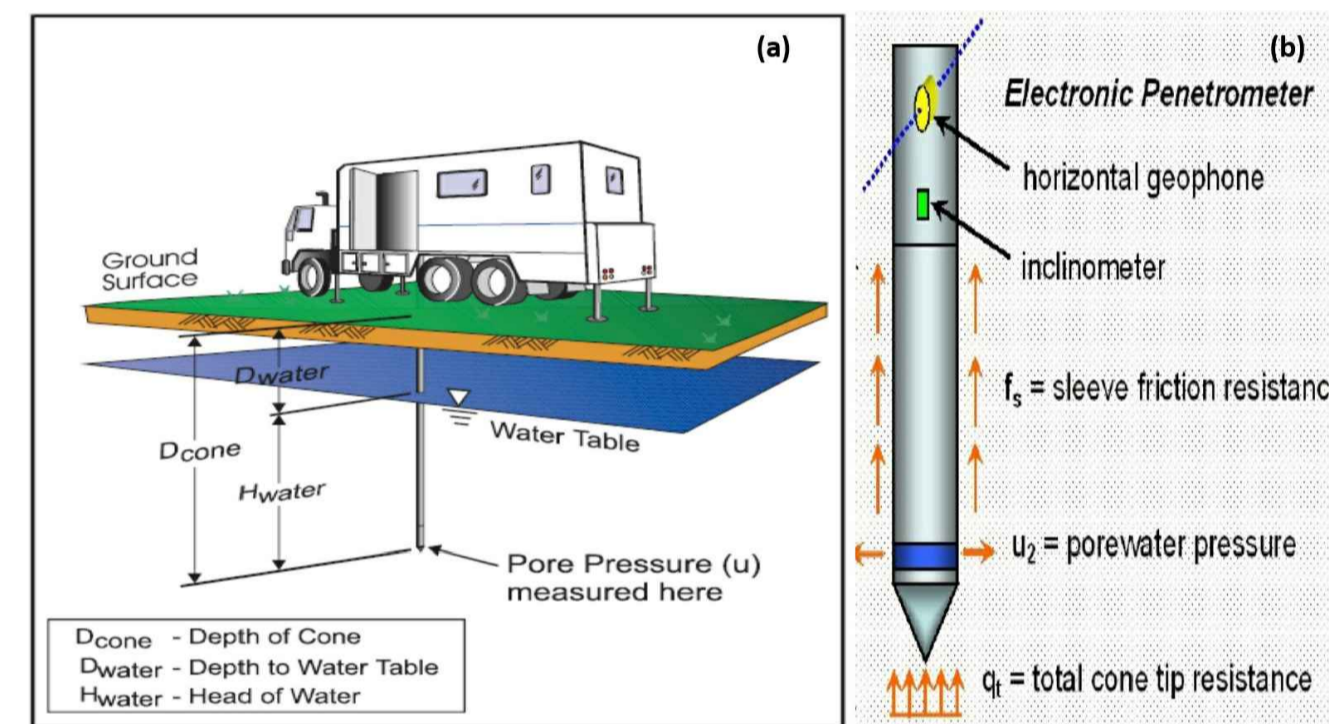 (a)
Ground
Surface
Dwater
Dcone
Hwater
Water Table
Pore Pressure (u)
measured here
Dcone - Depth of Cone
Dwater - Depth to Water Table
Hwater - Head of Water
(b)
Electronic Penetrometer
horizontal geophone
inclinometer
fs = sleeve friction resistanc
u2 = porewater pressure
qt = total cone tip resistance